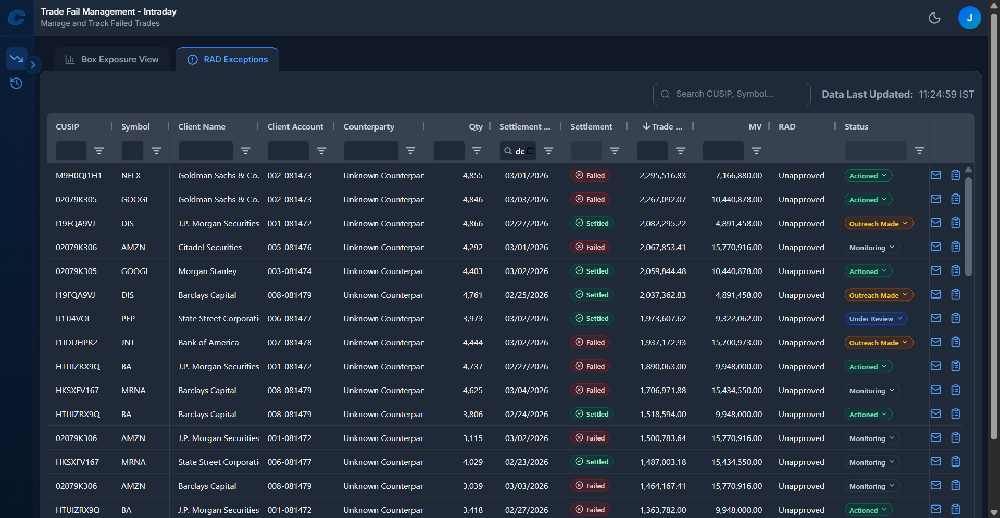 Trade Fail Management - Intraday
Manage and Track Failed Trades
J
Box Exposure View
RAD Exceptions
Search CUSIP, Symbol...
Data Last Updated: 11:24:59 IST
CUSIP Symbol Client Name Client Account Counterparty Qty Settlement ... Settlement Trade ... MV RAD Status
dd
M9H0QI1H1 NFLX Goldman Sachs & Co. 002-081473 Unknown Counterpart 4,855 03/01/2026 Failed 2,295,516.83 7,166,880.00 Unapproved Actioned
02079K305 GOOGL Goldman Sachs & Co. 002-081473 Unknown Counterpart 4,846 03/03/2026 Failed 2,267,092.07 10,440,878.00 Unapproved Actioned
I19FQA9VJ DIS J.P. Morgan Securities 001-081472 Unknown Counterpart 4,866 02/27/2026 Settled 2,082,295.22 4,891,458.00 Unapproved Outreach Made
02079K306 AMZN Citadel Securities 005-081476 Unknown Counterpart 4,292 03/01/2026 Failed 2,067,853.41 15,770,916.00 Unapproved Monitoring
02079K305 GOOGL Morgan Stanley 003-081474 Unknown Counterpart 4,403 03/02/2026 Settled 2,059,844.48 10,440,878.00 Unapproved Actioned
I19FQA9VJ DIS Barclays Capital 008-081479 Unknown Counterpart 4,761 02/25/2026 Settled 2,037,362.83 4,891,458.00 Unapproved Outreach Made
IJ1JJ4VOL PEP State Street Corporati 006-081477 Unknown Counterpart 3,973 03/02/2026 Settled 1,973,607.62 9,322,062.00 Unapproved Under Review
I1JDUHPR2 JNJ Bank of America 007-081478 Unknown Counterpart 4,444 03/02/2026 Failed 1,937,172.93 15,700,973.00 Unapproved Outreach Made
HTUIZRX9Q BA J.P. Morgan Securities 001-081472 Unknown Counterpart 4,737 02/27/2026 Failed 1,890,063.00 9,948,000.00 Unapproved Actioned
HKSXFV167 MRNA Barclays Capital 008-081479 Unknown Counterpart 4,625 03/04/2026 Failed 1,706,971.88 15,434,550.00 Unapproved Monitoring
HTUIZRX9Q BA Barclays Capital 008-081479 Unknown Counterpart 3,806 02/24/2026 Settled 1,518,594.00 9,948,000.00 Unapproved Actioned
02079K306 AMZN J.P. Morgan Securities 001-081472 Unknown Counterpart 3,115 03/02/2026 Failed 1,500,783.64 15,770,916.00 Unapproved Monitoring
HKSXFV167 MRNA State Street Corporati 006-081477 Unknown Counterpart 4,029 02/23/2026 Settled 1,487,003.18 15,434,550.00 Unapproved Monitoring
02079K306 AMZN Barclays Capital 008-081479 Unknown Counterpart 3,039 03/03/2026 Failed 1,464,167.41 15,770,916.00 Unapproved Monitoring
HTUIZRX9Q BA J.P. Morgan Securities 001-081472 Unknown Counterpart 3,418 02/27/2026 Failed 1,363,782.00 9,948,000.00 Unapproved Actioned